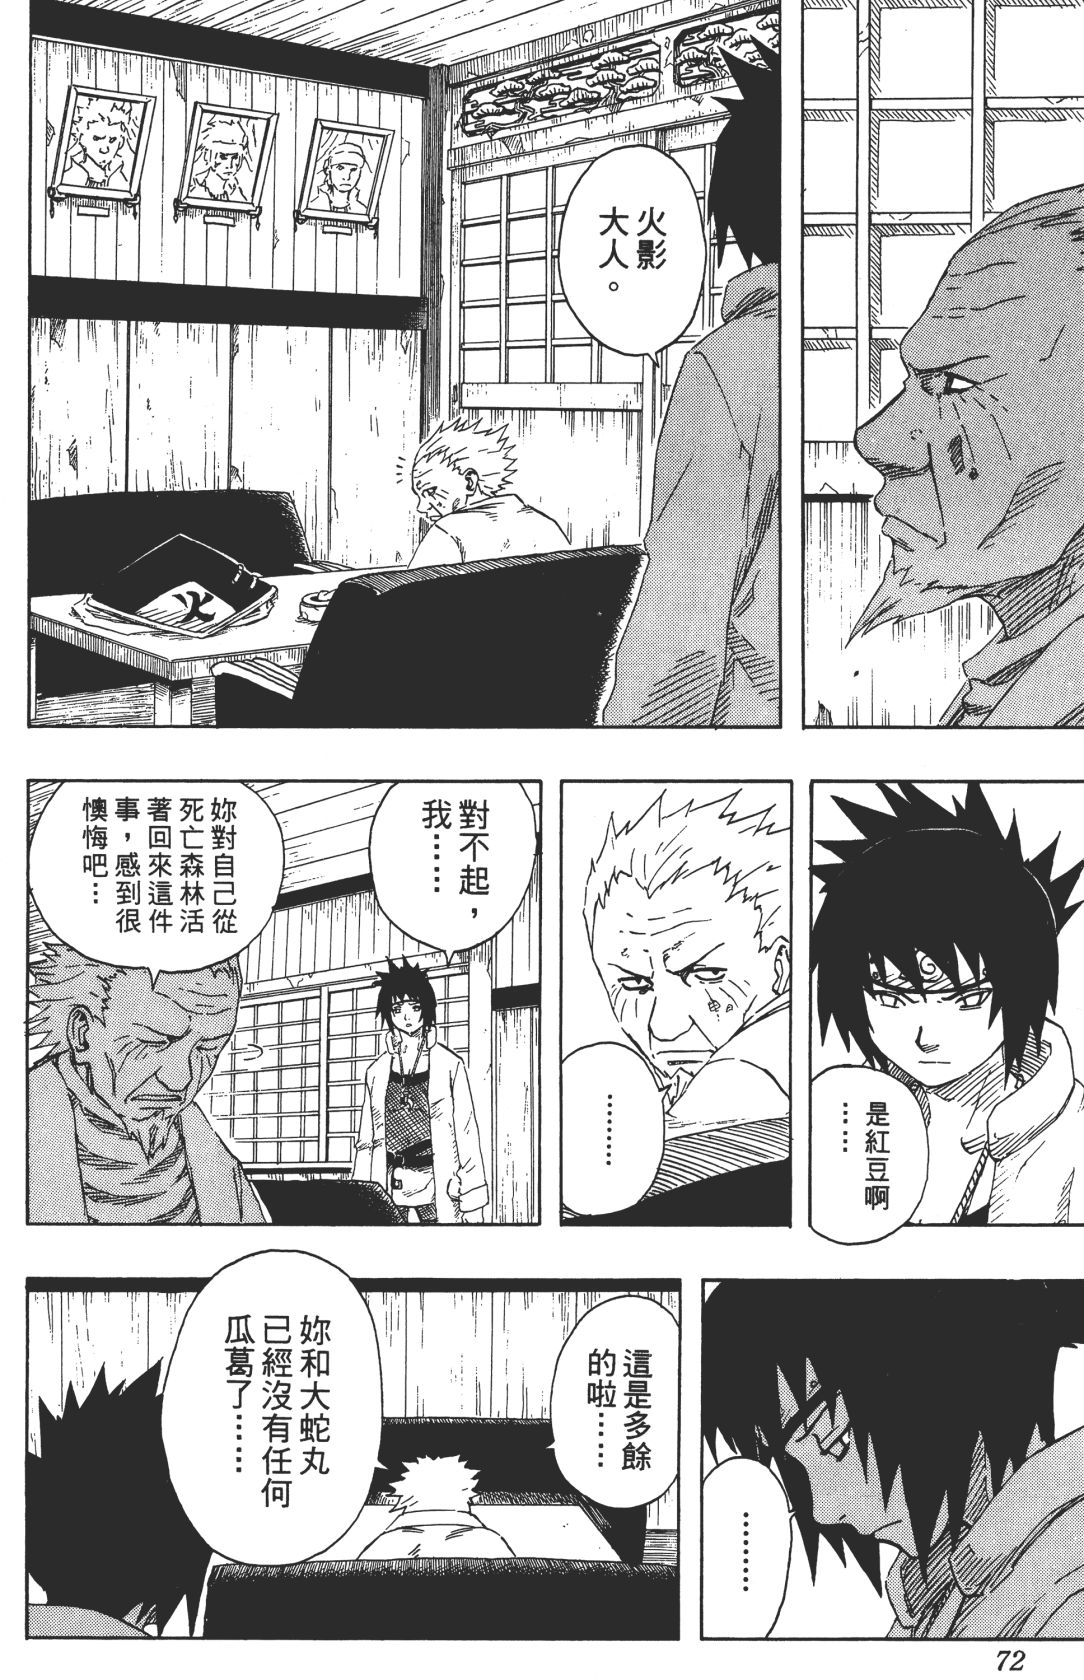 火影
大人。
火
是紅豆啊
……
………
對不起，
我……
妳對自己從
死亡森林活
著回來這件
事，感到很
懊悔吧…
………
這是多餘
的啦……
妳和大蛇丸
已經沒有任何
瓜葛了……
72